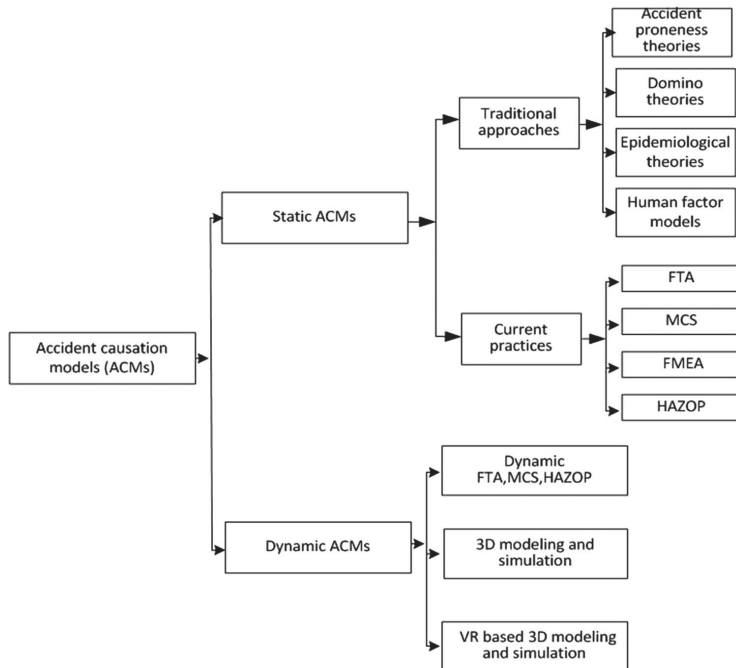 Accident causation
models (ACMs)
Static ACMs
Traditional
approaches
Accident
proneness
theories
Domino
theories
Epidemiological
theories
Human factor
models
Current
practices
FTA
MCS
FMEA
HAZOP
Dynamic ACMs
Dynamic
FTA,MCS,HAZOP
3D modeling and
simulation
VR based 3D modeling
and simulation